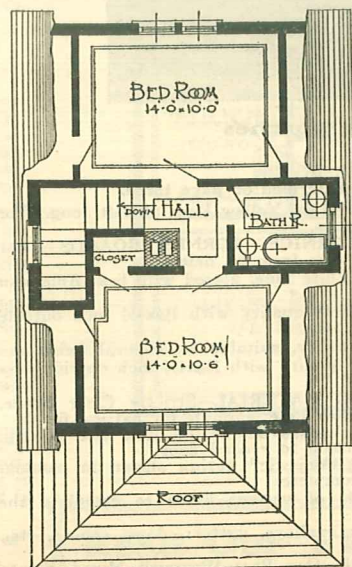 BED ROOM
14'-0" × 10'-0"
DOWN
HALL
BATH R.
CLOSET
BED ROOM
14'-0" × 10'-6"
ROOF